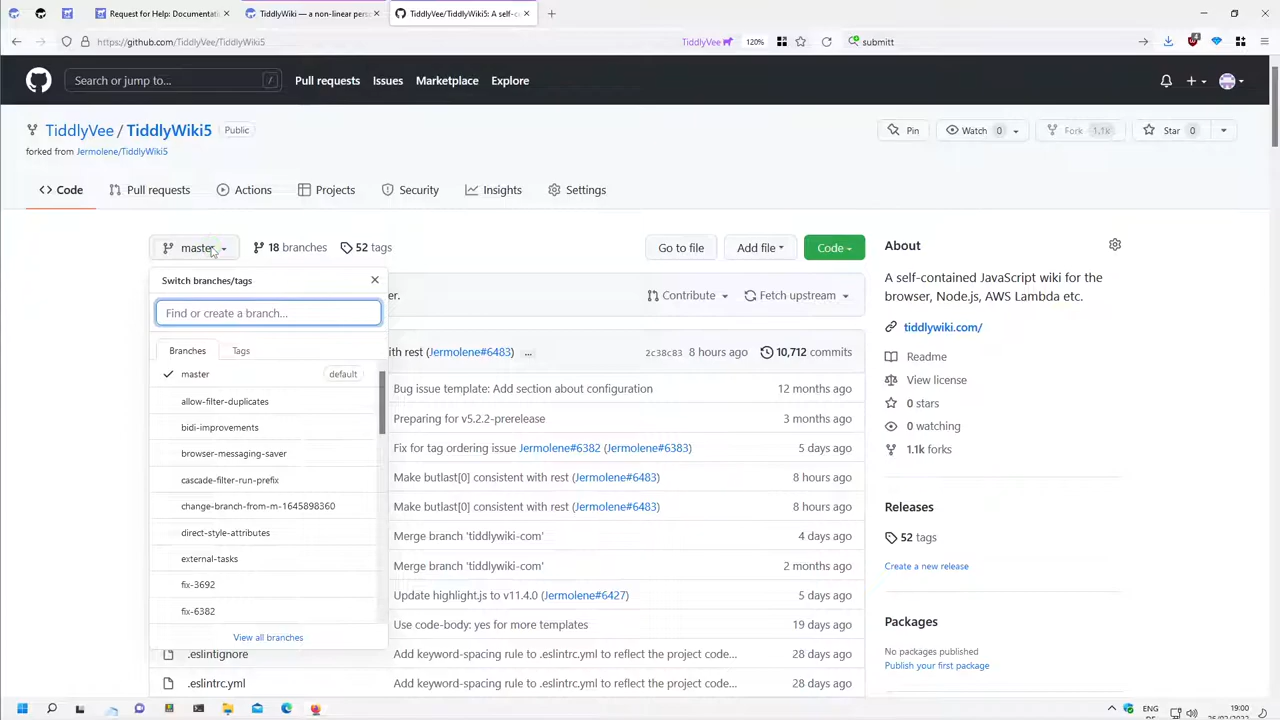 Request for Help: Documentati
TiddlyWiki — a non-linear pers
TiddlyVee/TiddlyWiki5: A self-c
https://github.com/TiddlyVee/TiddlyWiki5
TiddlyVee
120%
submitt
Search or jump to...
/
Pull requests
Issues
Marketplace
Explore
TiddlyVee / TiddlyWiki5
Public
forked from Jermolene/TiddlyWiki5
Pin
Watch 0
Fork 1.1k
Star 0
<> Code
Pull requests
Actions
Projects
Security
Insights
Settings
master
18 branches
52 tags
Go to file
Add file
Code
Switch branches/tags
Find or create a branch...
Branches
Tags
master
default
allow-filter-duplicates
bidi-improvements
browser-messaging-saver
cascade-filter-run-prefix
change-branch-from-m-1645898360
direct-style-attributes
external-tasks
fix-3692
fix-6382
View all branches
er.
Contribute
Fetch upstream
ith rest (Jermolene#6483) ...
2c38c83 8 hours ago
10,712 commits
Bug issue template: Add section about configuration 12 months ago
Preparing for v5.2.2-prerelease 3 months ago
Fix for tag ordering issue Jermolene#6382 (Jermolene#6383) 5 days ago
Make butlast[0] consistent with rest (Jermolene#6483) 8 hours ago
Make butlast[0] consistent with rest (Jermolene#6483) 8 hours ago
Merge branch 'tiddlywiki-com' 4 days ago
Merge branch 'tiddlywiki-com' 2 months ago
Update highlight.js to v11.4.0 (Jermolene#6427) 5 days ago
Use code-body: yes for more templates 19 days ago
.eslintignore Add keyword-spacing rule to .eslintrc.yml to reflect the project code... 28 days ago
.eslintrc.yml Add keyword-spacing rule to .eslintrc.yml to reflect the project code... 28 days ago
About
A self-contained JavaScript wiki for the
browser, Node.js, AWS Lambda etc.
tiddlywiki.com/
Readme
View license
0 stars
0 watching
1.1k forks
Releases
52 tags
Create a new release
Packages
No packages published
Publish your first package
ENG
19:00